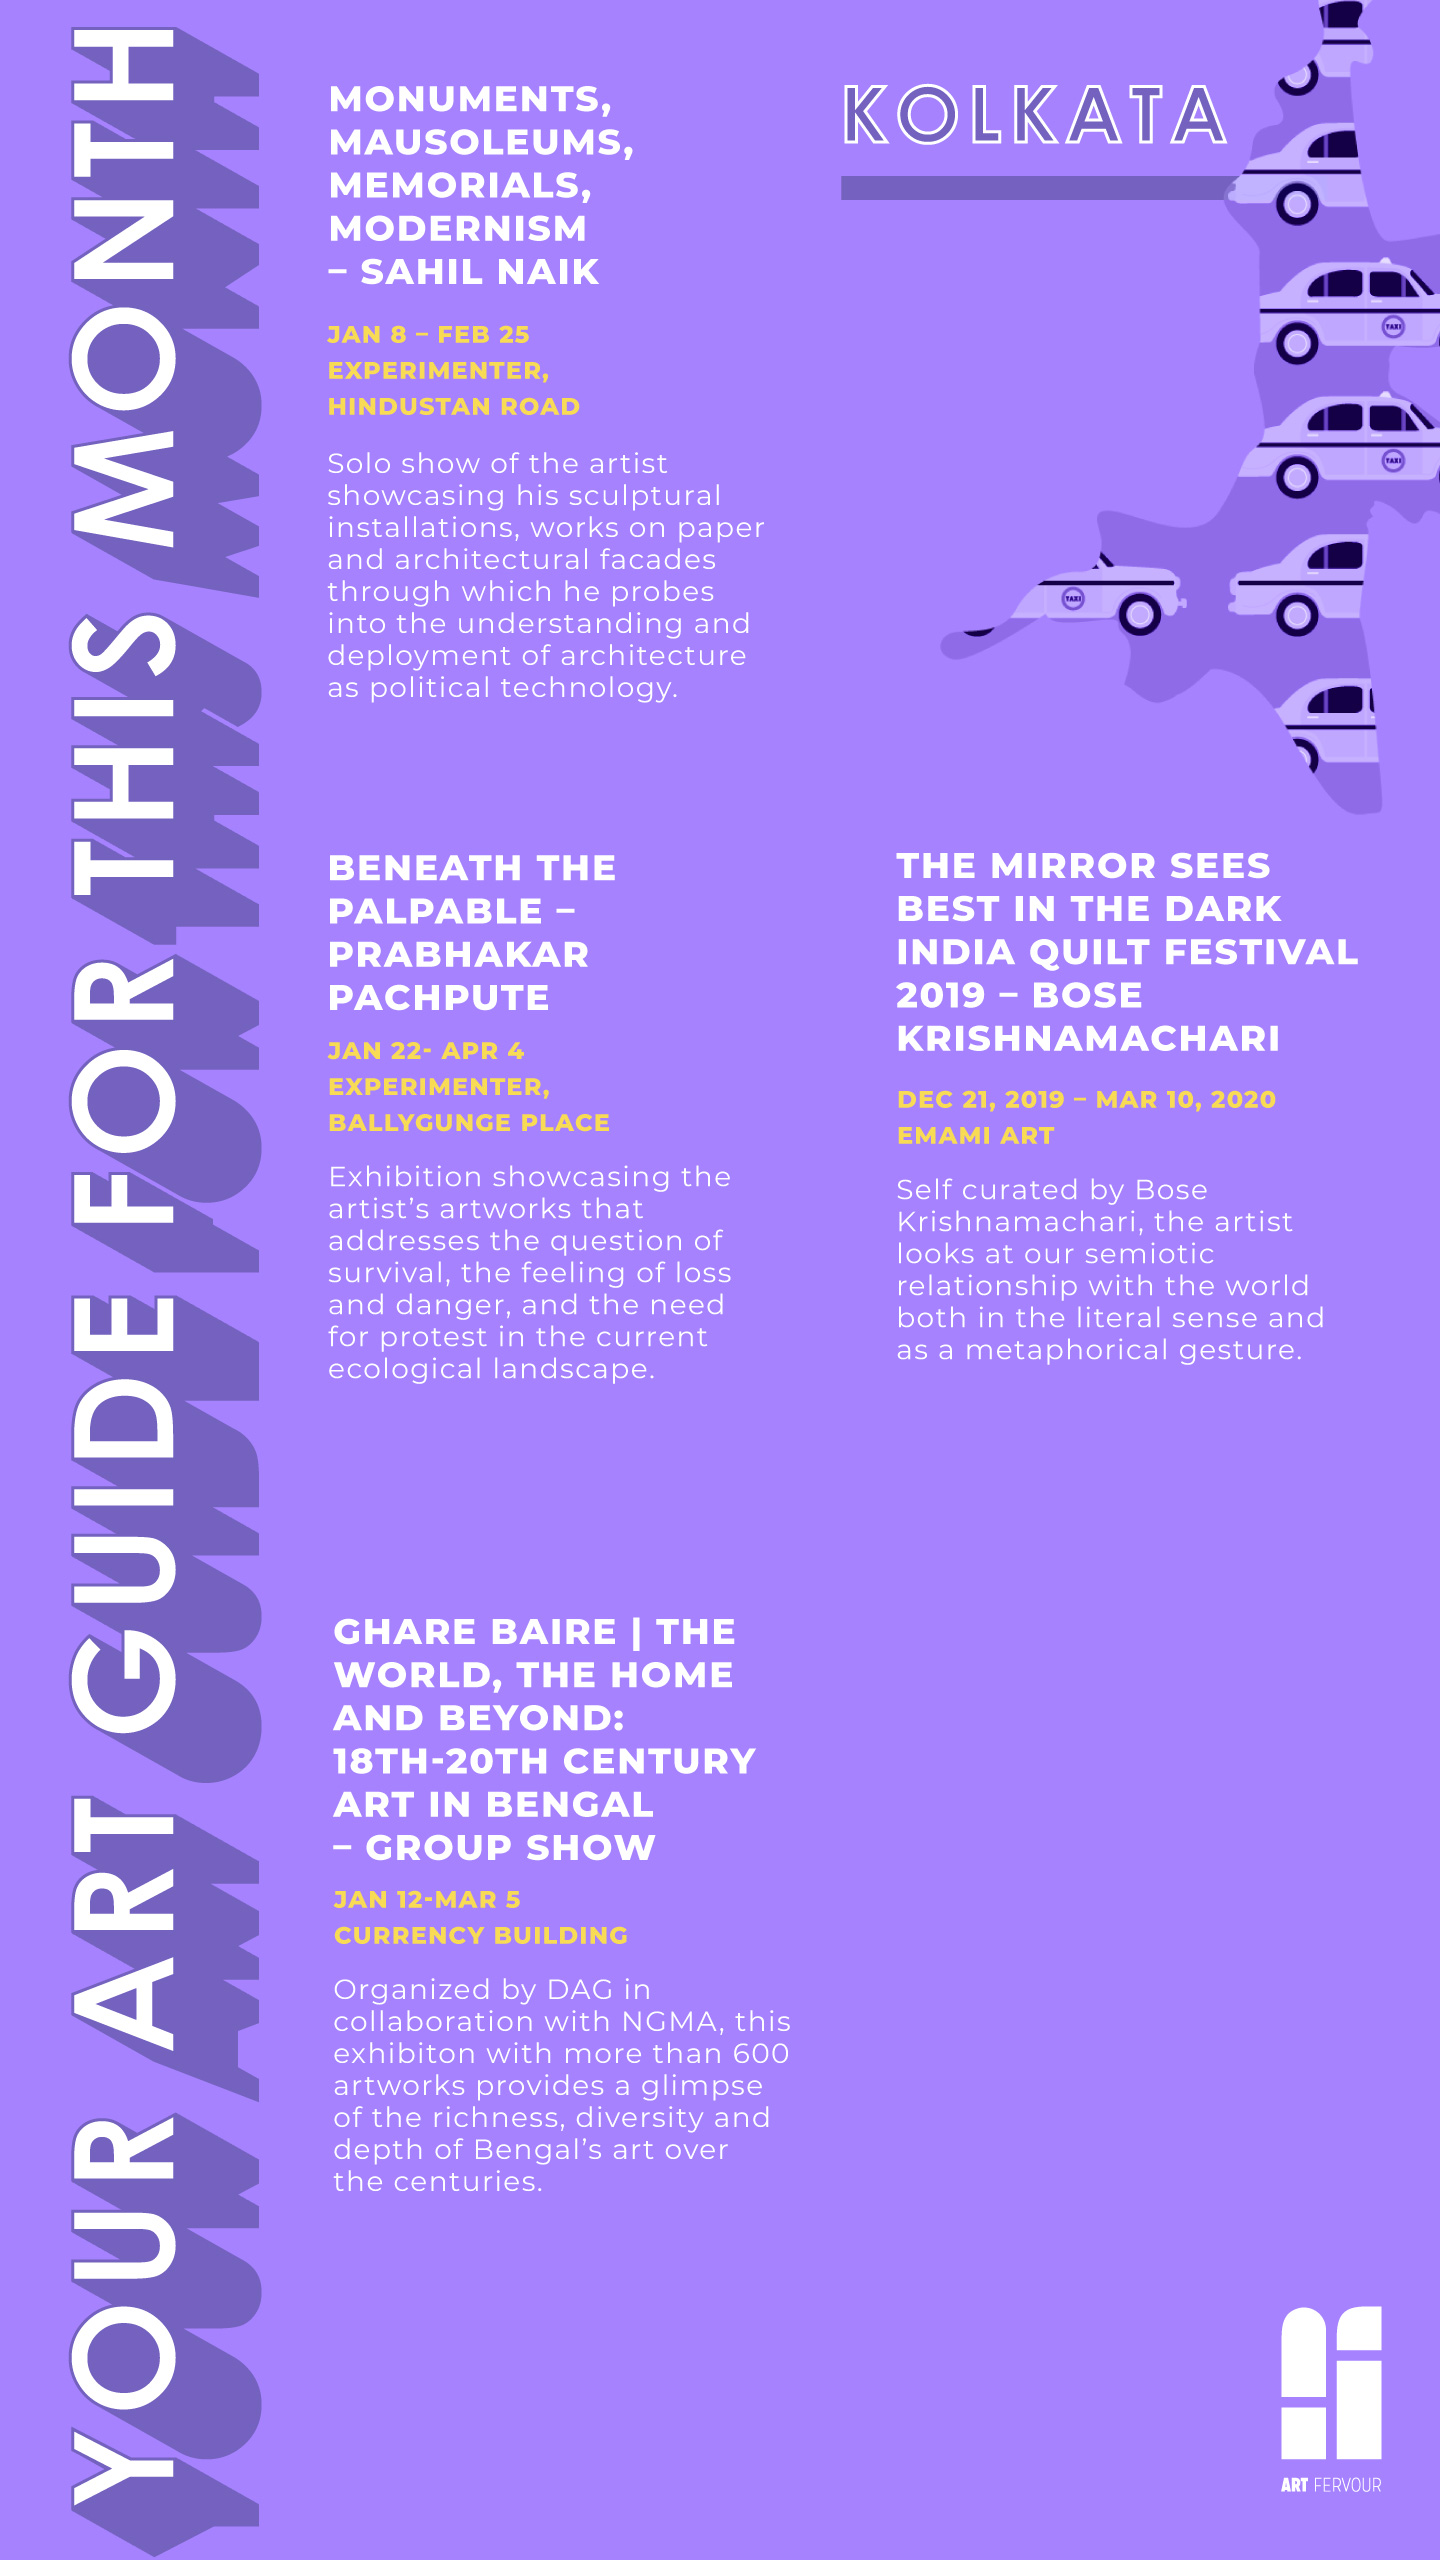 YOUR ART GUIDE FOR THIS MONTH
KOLKATA
MONUMENTS,
MAUSOLEUMS,
MEMORIALS,
MODERNISM
– SAHIL NAIK
JAN 8 – FEB 25
EXPERIMENTER,
HINDUSTAN ROAD
Solo show of the artist
showcasing his sculptural
installations, works on paper
and architectural facades
through which he probes
into the understanding and
deployment of architecture
as political technology.
TAXI
TAXI
TAXI
BENEATH THE
PALPABLE –
PRABHAKAR
PACHPUTE
JAN 22- APR 4
EXPERIMENTER,
BALLYGUNGE PLACE
Exhibition showcasing the
artist’s artworks that
addresses the question of
survival, the feeling of loss
and danger, and the need
for protest in the current
ecological landscape.
THE MIRROR SEES
BEST IN THE DARK
INDIA QUILT FESTIVAL
2019 – BOSE
KRISHNAMACHARI
DEC 21, 2019 – MAR 10, 2020
EMAMI ART
Self curated by Bose
Krishnamachari, the artist
looks at our semiotic
relationship with the world
both in the literal sense and
as a metaphorical gesture.
GHARE BAIRE | THE
WORLD, THE HOME
AND BEYOND:
18TH-20TH CENTURY
ART IN BENGAL
– GROUP SHOW
JAN 12-MAR 5
CURRENCY BUILDING
Organized by DAG in
collaboration with NGMA, this
exhibiton with more than 600
artworks provides a glimpse
of the richness, diversity and
depth of Bengal’s art over
the centuries.
ART FERVOUR